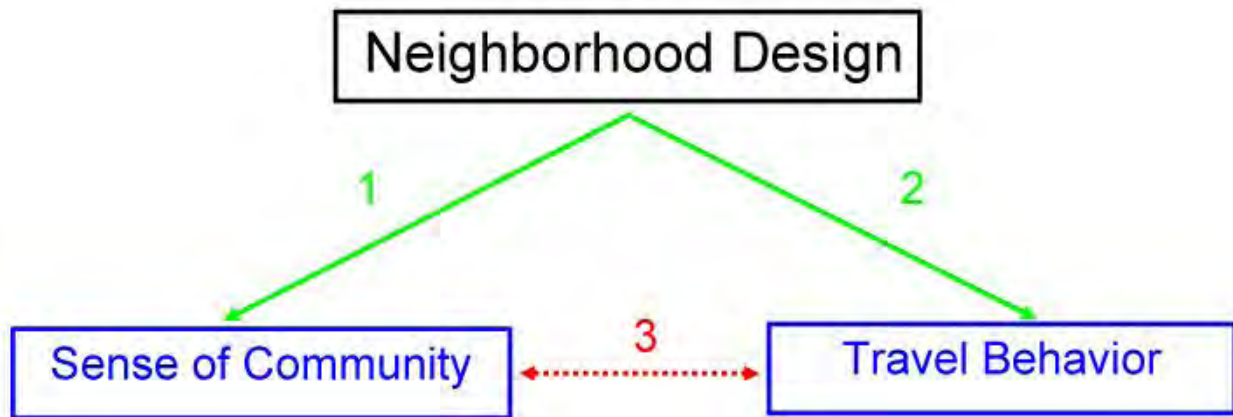 Neighborhood Design
1
2
3
Sense of Community
Travel Behavior